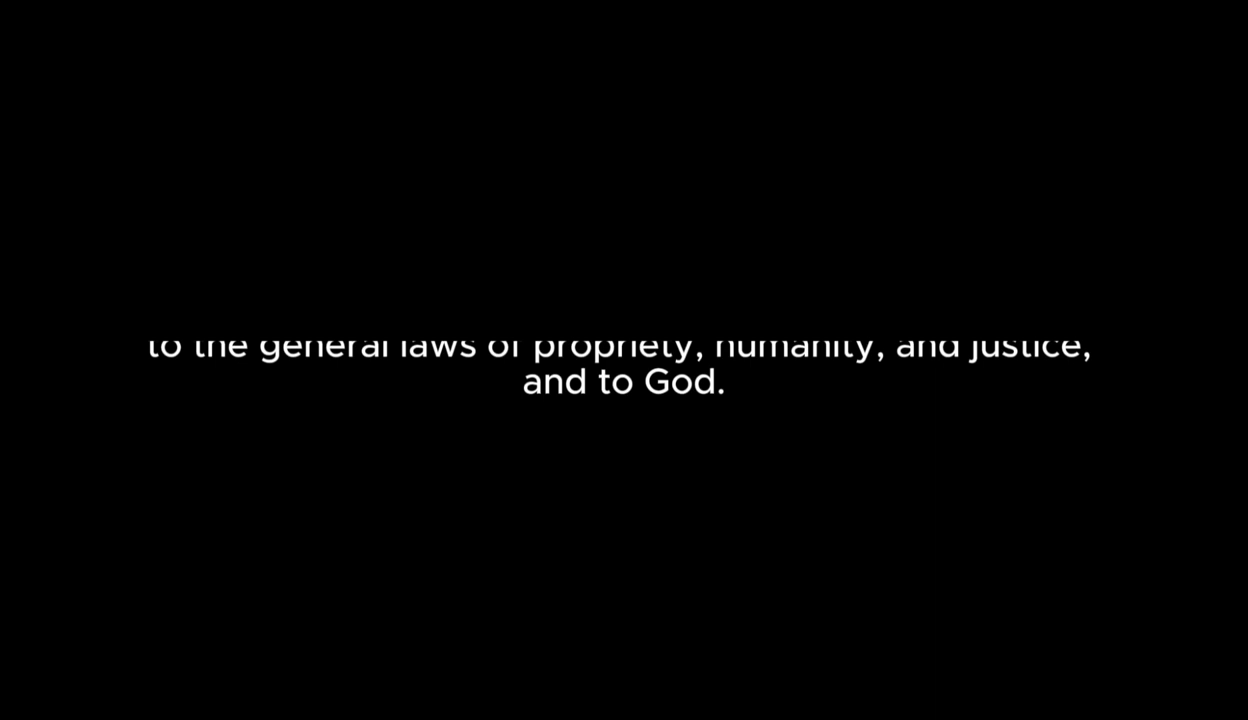 to the general laws of propriety, humanity, and justice,
and to God.